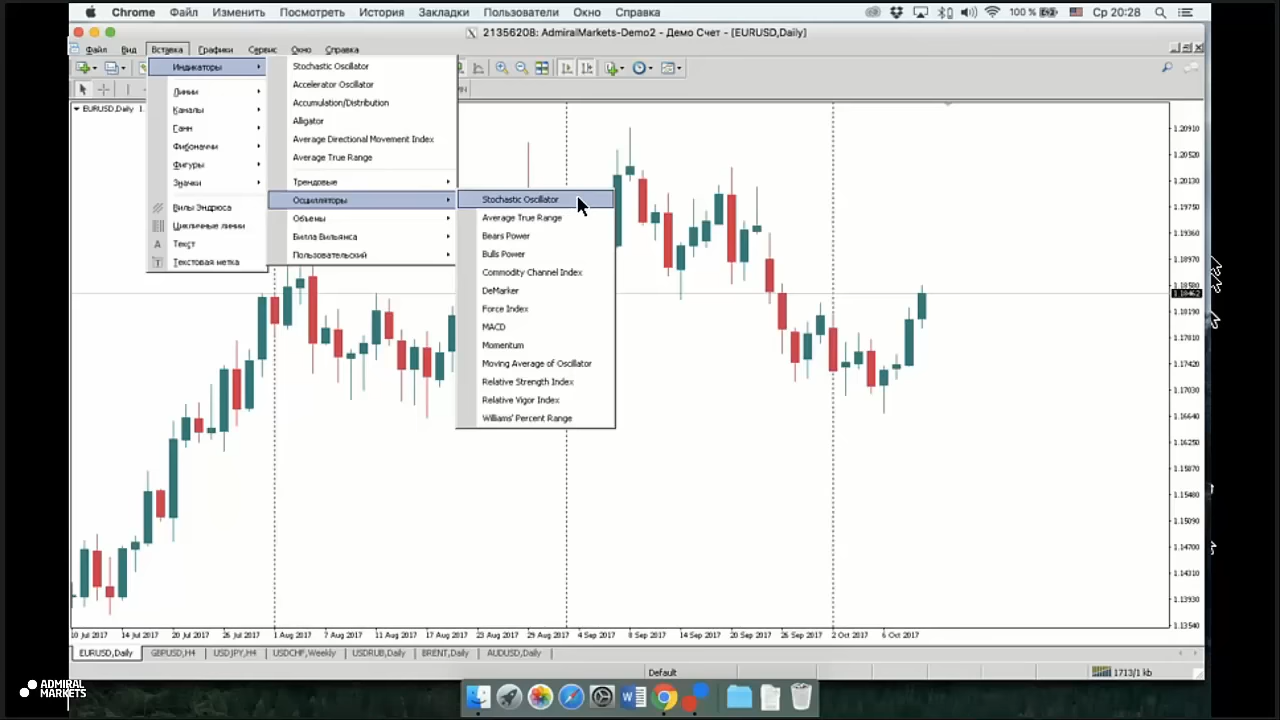 Chrome Файл Изменить Посмотреть История Закладки Пользователи Окно Справка 100 % Ср 20:28
21356208: AdmiralMarkets-Demo2 - Демо Счет - [EURUSD,Daily]
Файл Вид Вставка Графики Сервис Окно Справка
Индикаторы
Линии
Каналы
Ганн
Фибоначчи
Фигуры
Значки
Вилы Эндрюса
Цикличные линии
Текст
Текстовая метка
Stochastic Oscillator
Accelerator Oscillator
Accumulation/Distribution
Alligator
Average Directional Movement Index
Average True Range
Трендовые
Осцилляторы
Объемы
Билла Вильямса
Пользовательский
Stochastic Oscillator
Average True Range
Bears Power
Bulls Power
Commodity Channel Index
DeMarker
Force Index
MACD
Momentum
Moving Average of Oscillator
Relative Strength Index
Relative Vigor Index
Williams' Percent Range
EURUSD,Daily 1.
1.20910
1.20520
1.20130
1.19750
1.19360
1.18970
1.18580
1.18462
1.18190
1.17810
1.17420
1.17030
1.16640
1.16250
1.15870
1.15480
1.15090
1.14700
1.14310
1.13930
1.13540
10 Jul 2017 14 Jul 2017 20 Jul 2017 26 Jul 2017 1 Aug 2017 7 Aug 2017 11 Aug 2017 17 Aug 2017 23 Aug 2017 29 Aug 2017 4 Sep 2017 8 Sep 2017 14 Sep 2017 20 Sep 2017 26 Sep 2017 2 Oct 2017 6 Oct 2017
EURUSD,Daily GBPUSD,H4 USDJPY,H4 USDCHF,Weekly USDRUB,Daily BRENT,Daily AUDUSD,Daily
Default 1713/1 kb
ADMIRAL
MARKETS